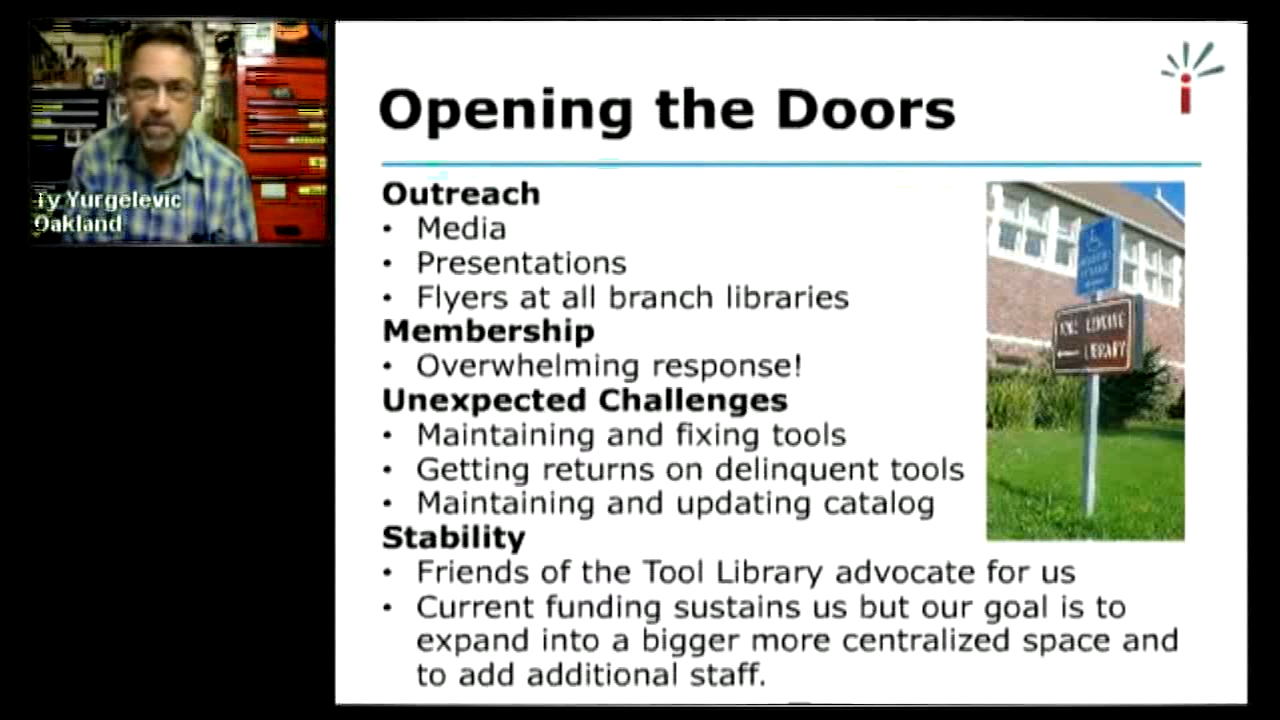 Ty Yurgelevic
Oakland
Opening the Doors
Outreach
• Media
• Presentations
• Flyers at all branch libraries
Membership
• Overwhelming response!
Unexpected Challenges
• Maintaining and fixing tools
• Getting returns on delinquent tools
• Maintaining and updating catalog
Stability
• Friends of the Tool Library advocate for us
• Current funding sustains us but our goal is to
expand into a bigger more centralized space and
to add additional staff.
LENDING
LIBRARY